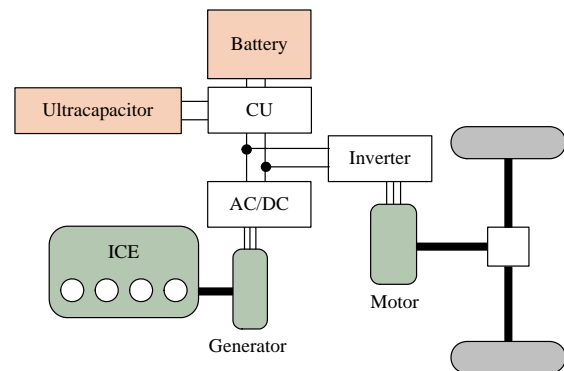 Battery
Ultracapacitor
CU
Inverter
AC/DC
ICE
Motor
Generator